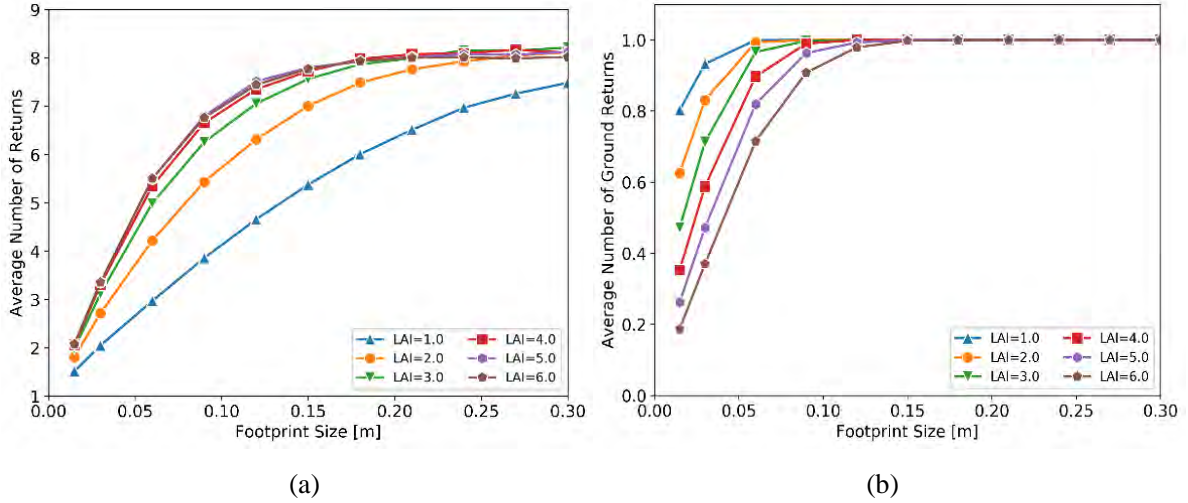 9
8
7
6
5
4
3
2
1
Average Number of Returns
LAI=1.0 LAI=4.0
LAI=2.0 LAI=5.0
LAI=3.0 LAI=6.0
0.00 0.05 0.10 0.15 0.20 0.25 0.30
Footprint Size [m]
(a)
1.0
0.8
0.6
0.4
0.2
0.0
Average Number of Ground Returns
LAI=1.0 LAI=4.0
LAI=2.0 LAI=5.0
LAI=3.0 LAI=6.0
0.00 0.05 0.10 0.15 0.20 0.25 0.30
Footprint Size [m]
(b)